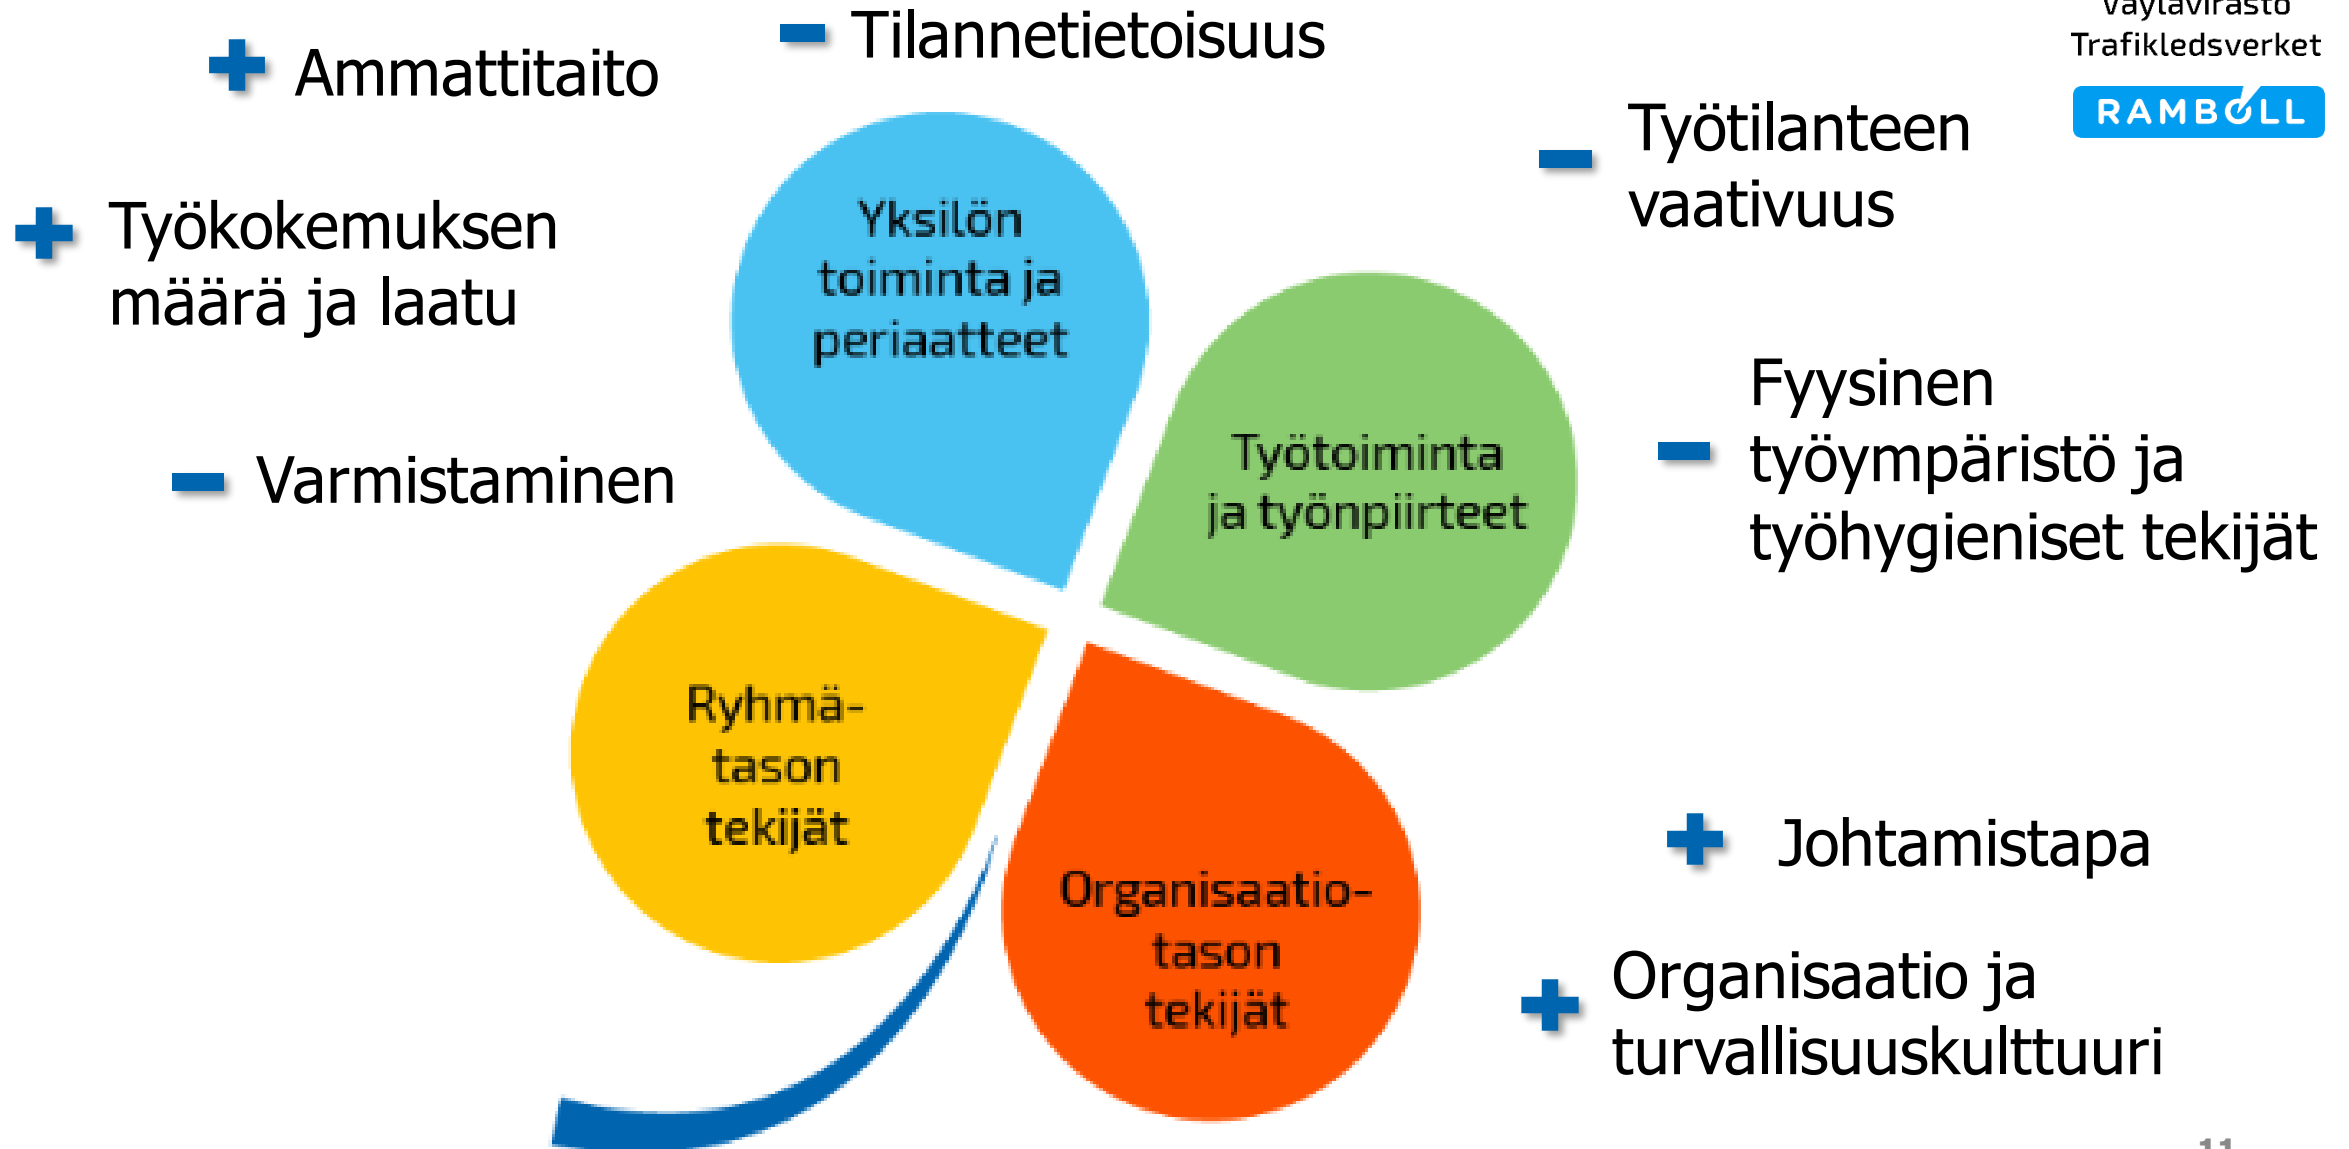 Tilannetietoisuus
Ammattitaito
Väylävirasto
Trafikledsverket
RAMBOLL
Työtilanteen
vaativuus
Työkokemuksen
määrä ja laatu
Yksilön
toiminta ja
periaatteet
Varmistaminen
Työtoiminta
ja työnpiirteet
Fyysinen
työympäristö ja
työhygieniset tekijät
Ryhmä-
tason
tekijät
Organisaatio-
tason
tekijät
Johtamistapa
Organisaatio ja
turvallisuuskulttuuri
11